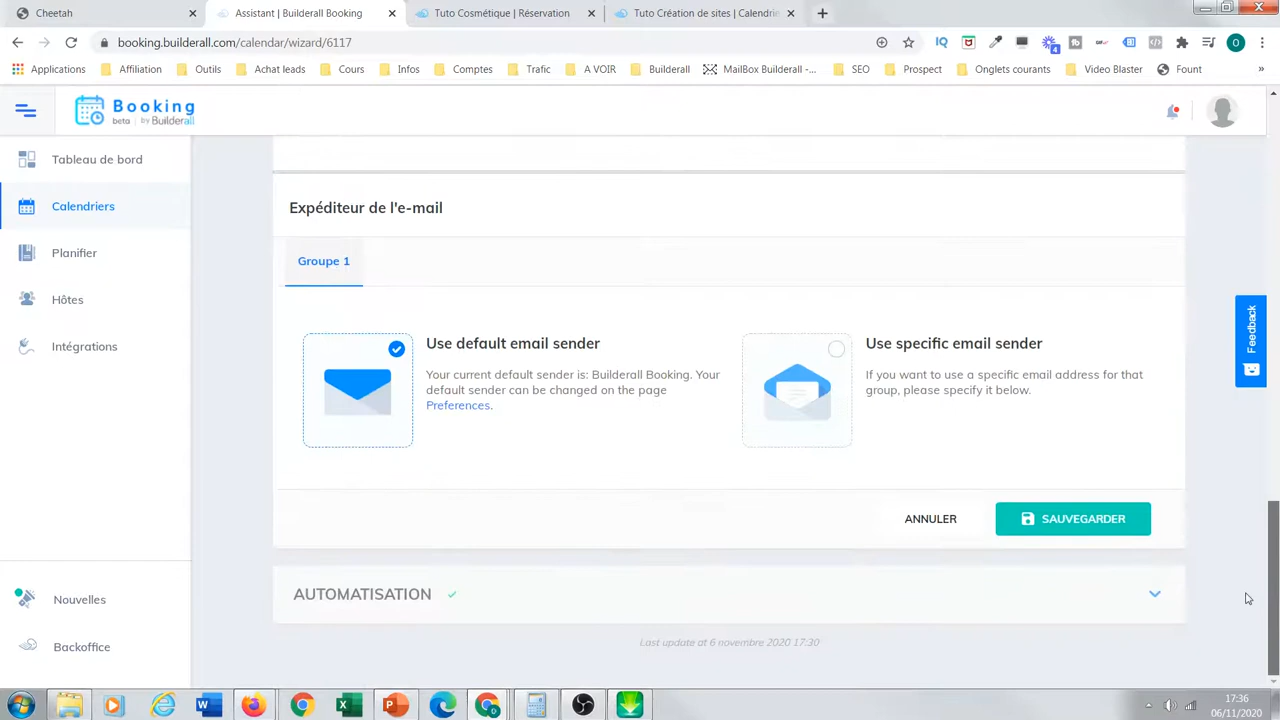 Cheetah
Assistant | Builderall Booking
Tuto Cosmétique | Réserv
Tuto Création de sites | Calendrie
booking.builderall.com/calendar/wizard/6117
IQ
4
O
Applications
Affiliation
Outils
Achat leads
Cours
Infos
Comptes
Trafic
A VOIR
Builderall
MailBox Builderall -...
SEO
Prospect
Onglets courants
Video Blaster
Fount
»
Booking
beta | by Builderall
Tableau de bord
Calendriers
Planifier
Hôtes
Intégrations
Nouvelles
Backoffice
Expéditeur de l'e-mail
Groupe 1
Use default email sender
Your current default sender is: Builderall Booking. Your
default sender can be changed on the page
Preferences.
Use specific email sender
If you want to use a specific email address for that
group, please specify it below.
Feedback
ANNULER
SAUVEGARDER
AUTOMATISATION
Last update at 6 novembre 2020 17:30
17:36
06/11/2020